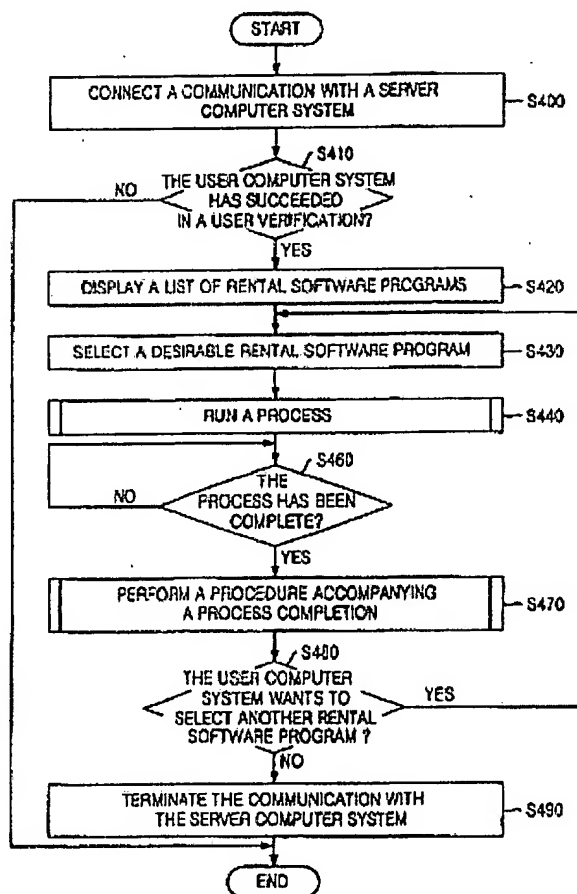 START
CONNECT A COMMUNICATION WITH A SERVER
COMPUTER SYSTEM
S400
S410
NO
THE USER COMPUTER SYSTEM
HAS SUCCEEDED
IN A USER VERIFICATION?
YES
DISPLAY A LIST OF RENTAL SOFTWARE PROGRAMS
S420
SELECT A DESIRABLE RENTAL SOFTWARE PROGRAM
S430
RUN A PROCESS
S440
S460
NO
THE
PROCESS HAS BEEN
COMPLETE?
YES
PERFORM A PROCEDURE ACCOMPANYING
A PROCESS COMPLETION
S470
S480
THE USER COMPUTER
SYSTEM WANTS TO
SELECT ANOTHER RENTAL
SOFTWARE PROGRAM ?
YES
NO
TERMINATE THE COMMUNICATION WITH
THE SERVER COMPUTER SYSTEM
S490
END